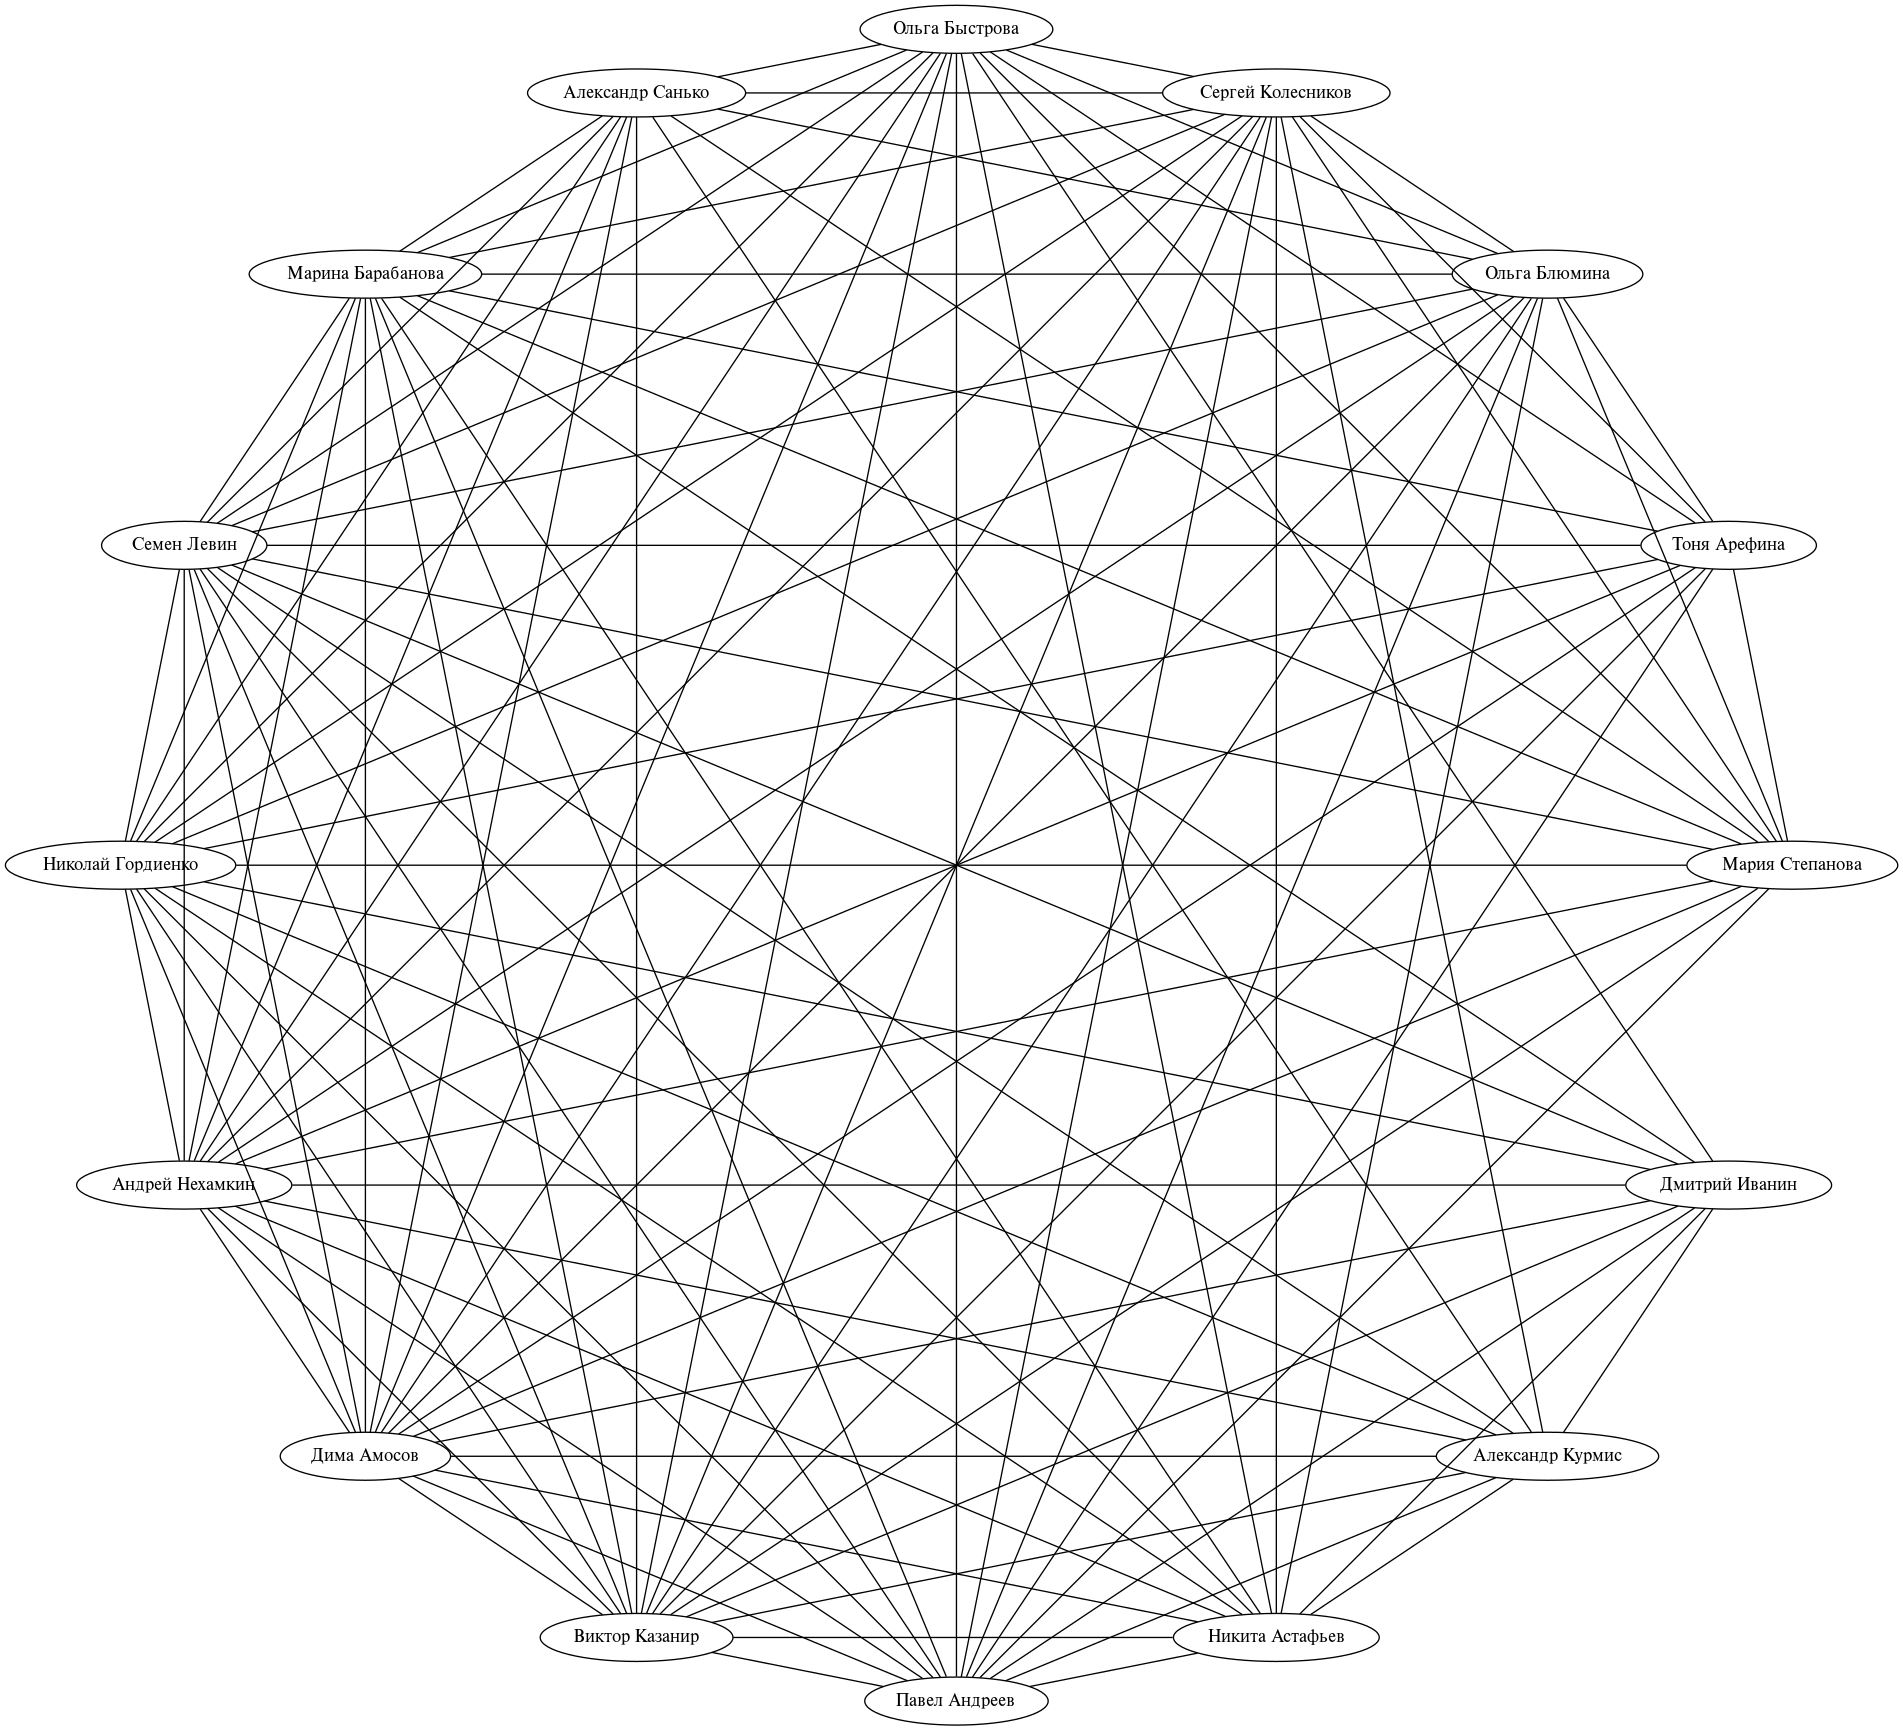 Ольга Быстрова
Александр Санько
Сергей Колесников
Марина Барабанова
Ольга Блюмина
Семен Левин
Тоня Арефина
Николай Гордиенко
Мария Степанова
Андрей Нехамкин
Дмитрий Иванин
Дима Амосов
Александр Курмис
Виктор Казанир
Никита Астафьев
Павел Андреев